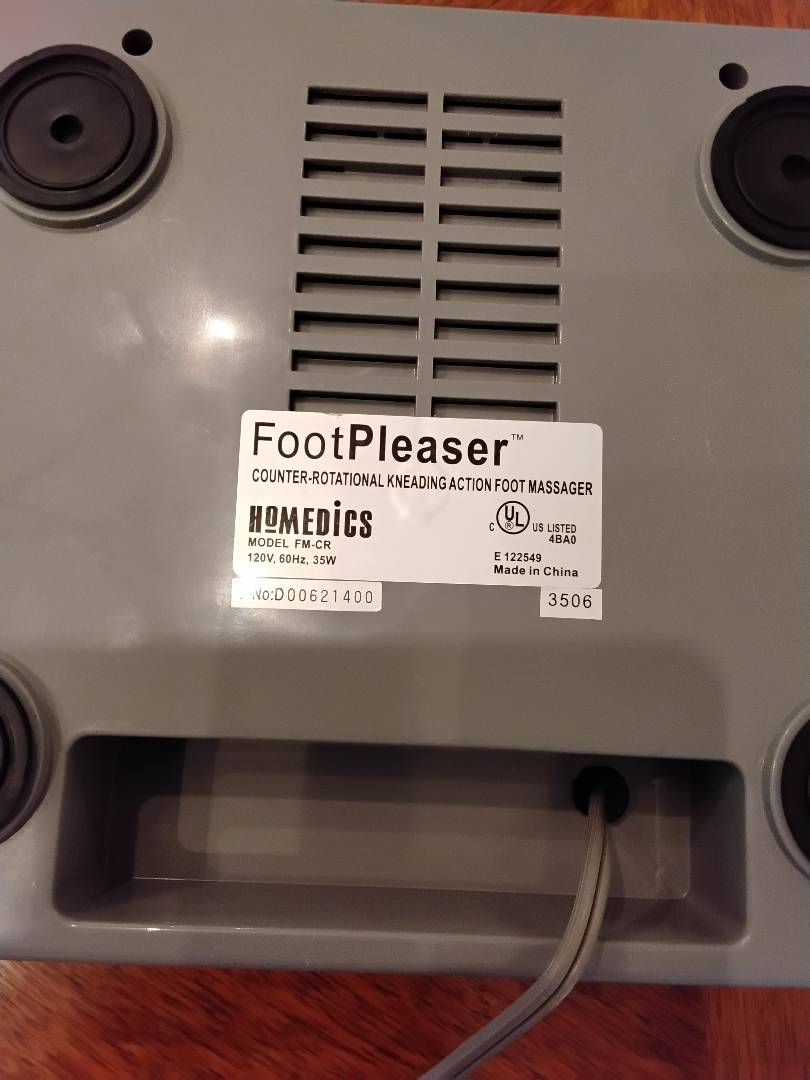 FootPleaser™
COUNTER-ROTATIONAL KNEADING ACTION FOOT MASSAGER
HoMEDiCS
MODEL FM-CR
120V, 60Hz, 35W
C UL ® US LISTED
4BA0
E 122549
Made in China
No:D00621400
3506